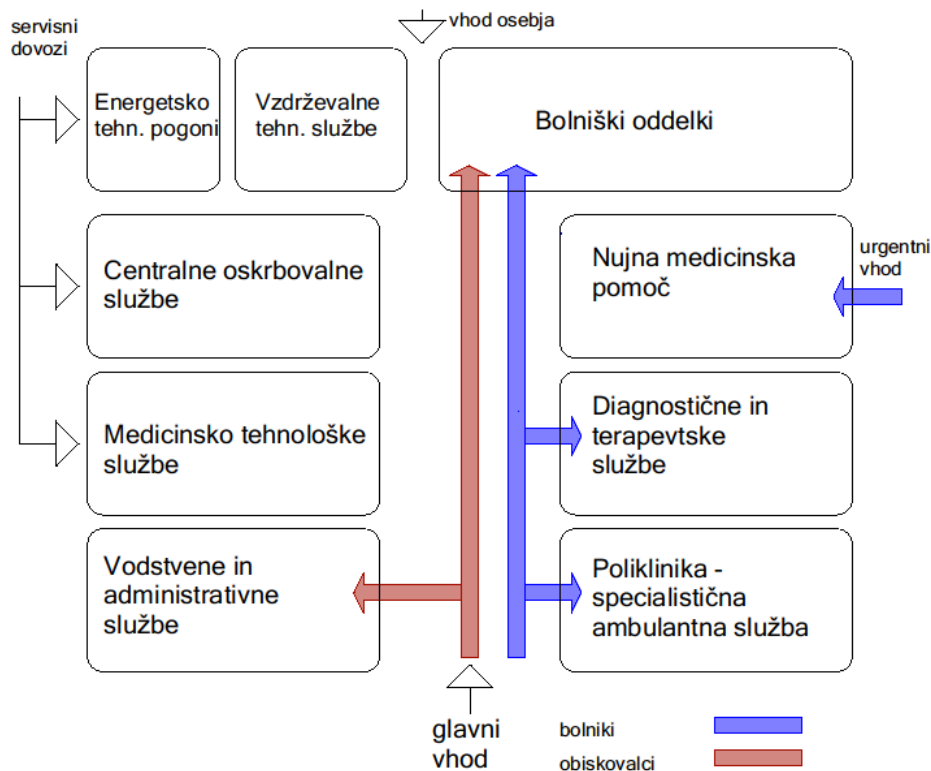 servisni
dovozi
vhod osebja
Energetsko
tehn. pogoni
Vzdrževalne
tehn. službe
Bolniški oddelki
Centralne oskrbovalne
službe
Nujna medicinska
pomoč
urgentni
vhod
Medicinsko tehnološke
službe
Diagnostične in
terapevtske
službe
Vodstvene in
administrativne
službe
Poliklinika -
specialistična
ambulantna služba
glavni
vhod
bolniki
obiskovalci